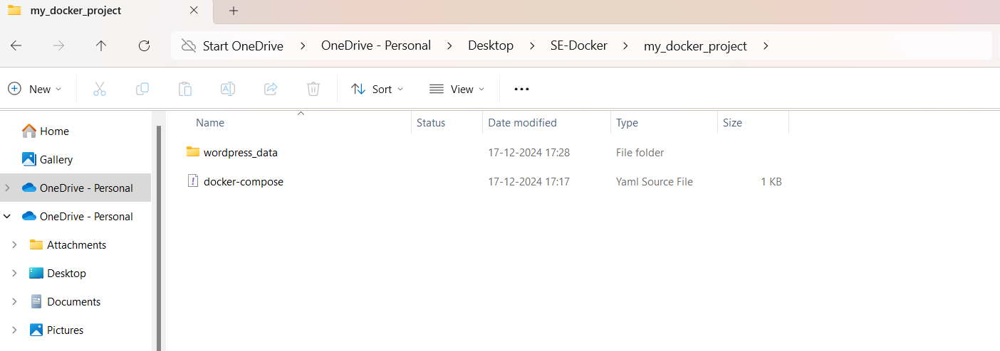 my_docker_project
Start OneDrive > OneDrive - Personal > Desktop > SE-Docker > my_docker_project >
New Sort View
Name Status Date modified Type Size
Home
Gallery
OneDrive - Personal
OneDrive - Personal
Attachments
Desktop
Documents
Pictures
wordpress_data 17-12-2024 17:28 File folder
docker-compose 17-12-2024 17:17 Yaml Source File 1 KB